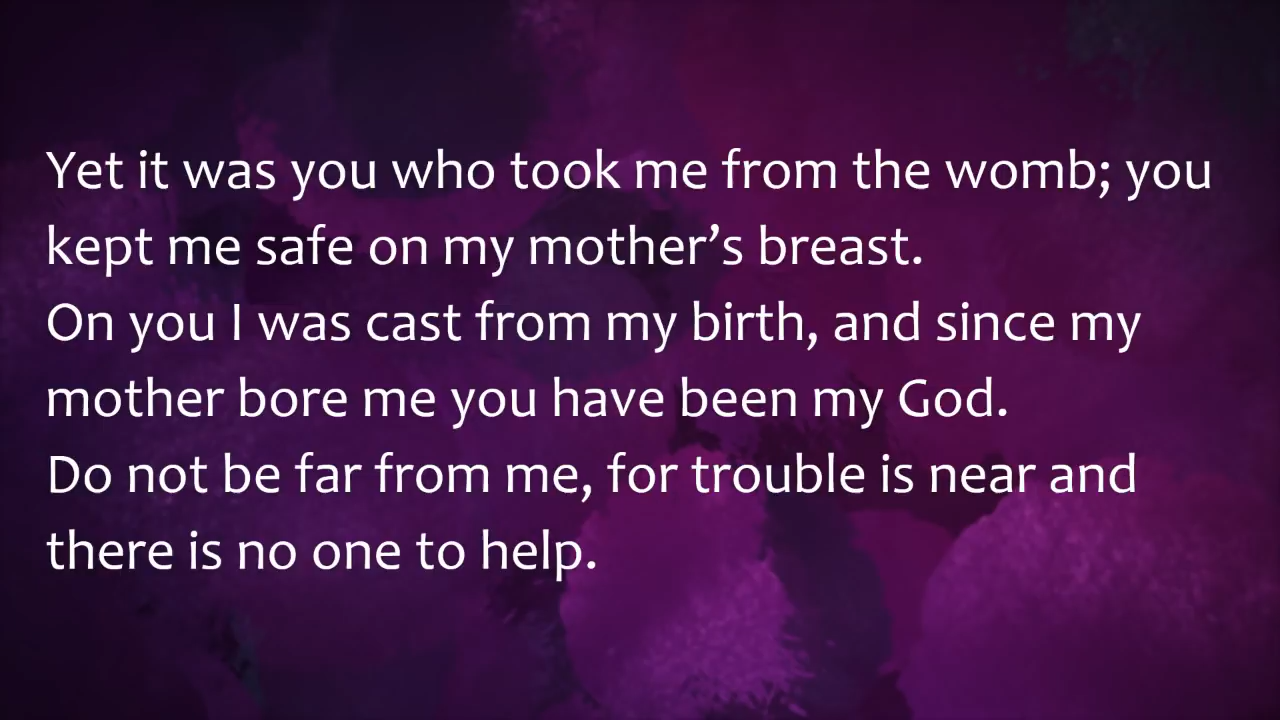 Yet it was you who took me from the womb; you
kept me safe on my mother’s breast.
On you I was cast from my birth, and since my
mother bore me you have been my God.
Do not be far from me, for trouble is near and
there is no one to help.